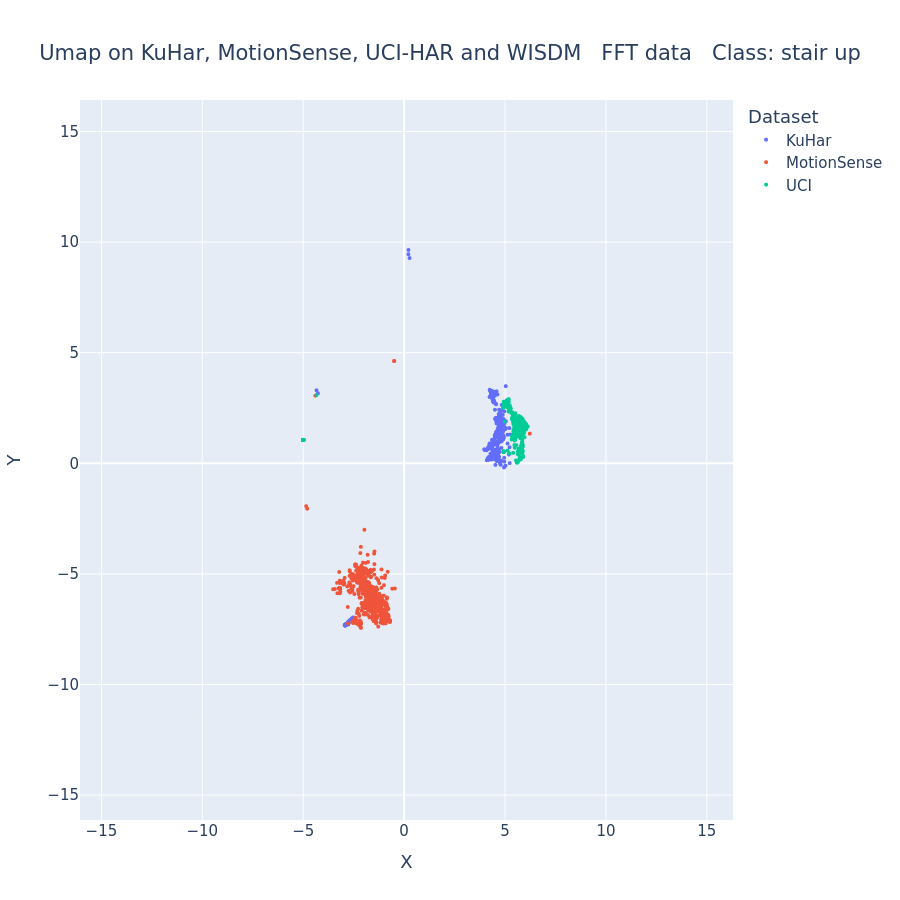 Umap on KuHar, MotionSense, UCI-HAR and WISDM   FFT data   Class: stair up
Dataset
KuHar
MotionSense
UCI
15
10
5
0
−5
−10
−15
Y
−15 −10 −5 0 5 10 15
X